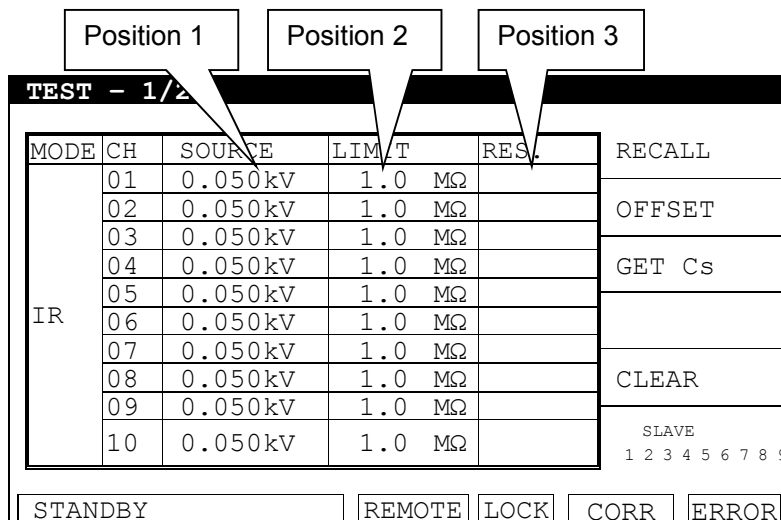 Position 1 Position 2 Position 3
TEST – 1/2
MODE CH SOURCE LIMIT RES.
01 0.050kV 1.0 MΩ
02 0.050kV 1.0 MΩ
03 0.050kV 1.0 MΩ
04 0.050kV 1.0 MΩ
05 0.050kV 1.0 MΩ
IR 06 0.050kV 1.0 MΩ
07 0.050kV 1.0 MΩ
08 0.050kV 1.0 MΩ
09 0.050kV 1.0 MΩ
10 0.050kV 1.0 MΩ
RECALL
OFFSET
GET Cs
CLEAR
SLAVE
1 2 3 4 5 6 7 8 9
STANDBY REMOTE LOCK CORR ERROR